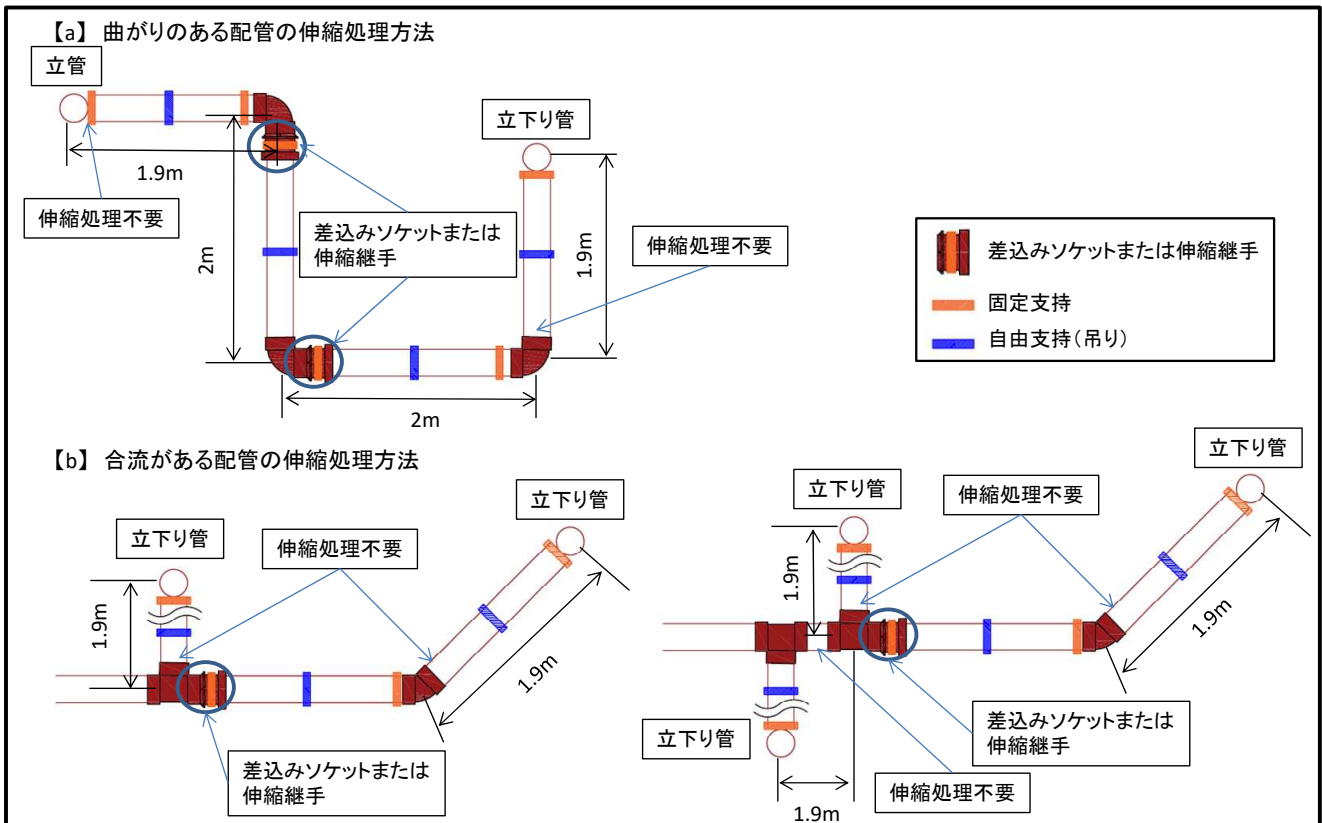 【a】 曲がりのある配管の伸縮処理方法
立管
1.9m
伸縮処理不要
2m
差込みソケットまたは
伸縮継手
2m
立下り管
1.9m
伸縮処理不要
差込みソケットまたは伸縮継手
固定支持
自由支持(吊り)
【b】 合流がある配管の伸縮処理方法
立下り管
1.9m
伸縮処理不要
立下り管
1.9m
差込みソケットまたは
伸縮継手
立下り管
1.9m
伸縮処理不要
立下り管
1.9m
立下り管
1.9m
伸縮処理不要
差込みソケットまたは
伸縮継手